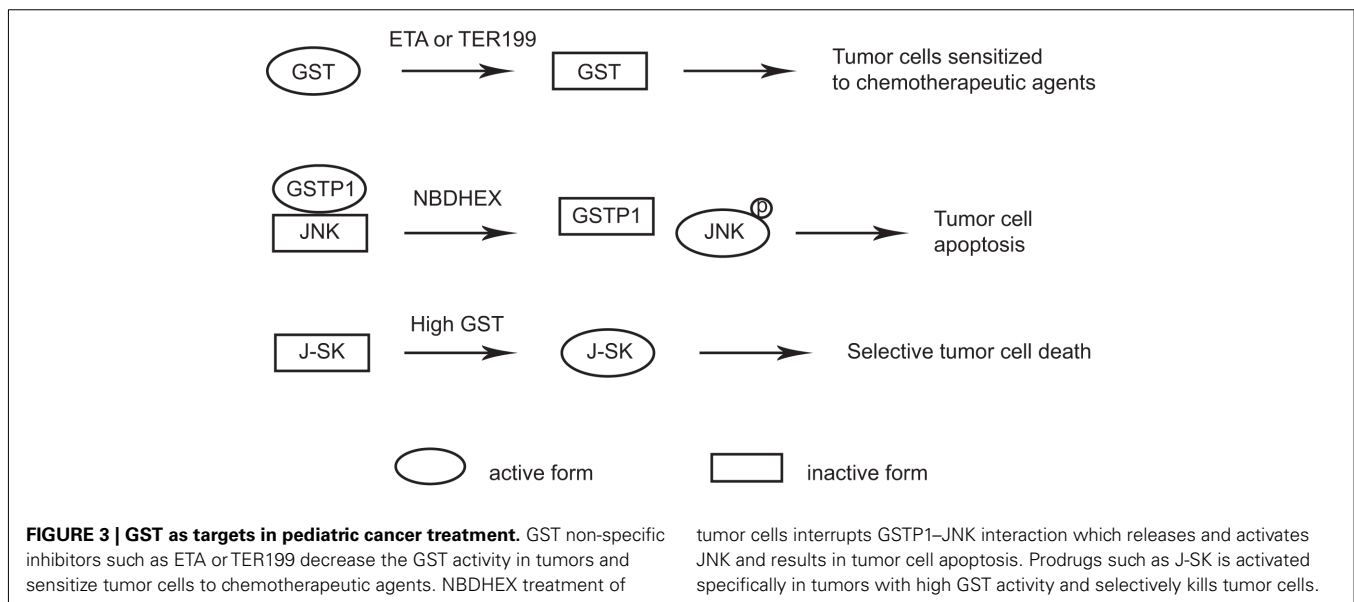 ETA or TER199
GST
GST
Tumor cells sensitized
to chemotherapeutic agents
GSTP1
JNK
NBDHEX
GSTP1
JNK
p
Tumor cell
apoptosis
J-SK
High GST
J-SK
Selective tumor cell death
active form
inactive form
FIGURE 3 | GST as targets in pediatric cancer treatment. GST non-specific
inhibitors such as ETA or TER199 decrease the GST activity in tumors and
sensitize tumor cells to chemotherapeutic agents. NBDHEX treatment of
tumor cells interrupts GSTP1–JNK interaction which releases and activates
JNK and results in tumor cell apoptosis. Prodrugs such as J-SK is activated
specifically in tumors with high GST activity and selectively kills tumor cells.